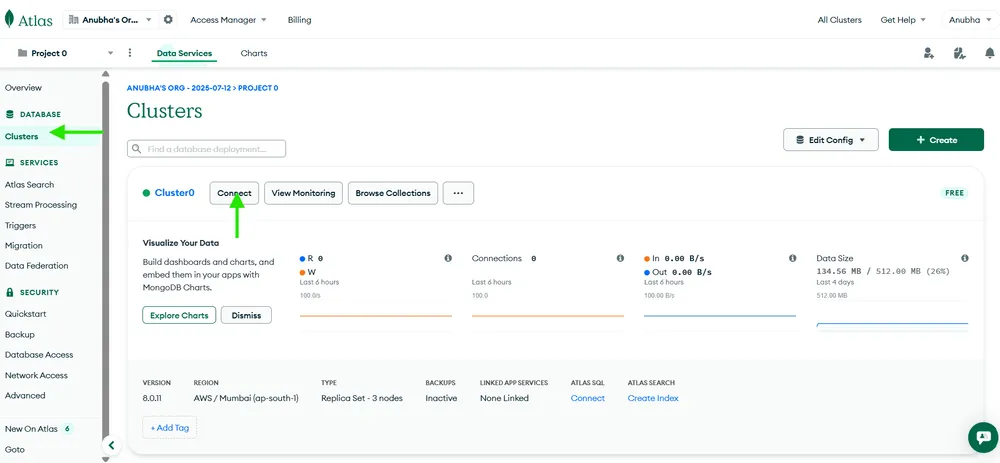 Atlas
Anubha's Or...
Access Manager
Billing
All Clusters
Get Help
Anubha
Project 0
Data Services
Charts
Overview
DATABASE
Clusters
SERVICES
Atlas Search
Stream Processing
Triggers
Migration
Data Federation
SECURITY
Quickstart
Backup
Database Access
Network Access
Advanced
New On Atlas 6
Goto
ANUBHA'S ORG - 2025-07-12 > PROJECT 0
Clusters
Find a database deployment...
Edit Config
+ Create
Cluster0
Connect
View Monitoring
Browse Collections
...
FREE
Visualize Your Data
Build dashboards and charts, and
embed them in your apps with
MongoDB Charts.
Explore Charts
Dismiss
R 0
W
Last 6 hours
100.0/s
Connections 0
Last 6 hours
100.0
In 0.00 B/s
Out 0.00 B/s
Last 6 hours
100.00 B/s
Data Size
134.56 MB / 512.00 MB (26%)
Last 4 days
512.00 MB
VERSION
8.0.11
REGION
AWS / Mumbai (ap-south-1)
TYPE
Replica Set - 3 nodes
BACKUPS
Inactive
LINKED APP SERVICES
None Linked
ATLAS SQL
Connect
ATLAS SEARCH
Create Index
+ Add Tag